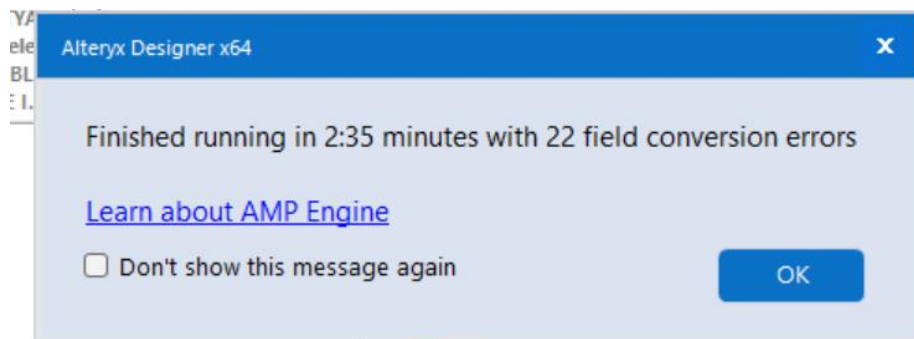 Alteryx Designer x64
x
Finished running in 2:35 minutes with 22 field conversion errors
Learn about AMP Engine
Don't show this message again
OK